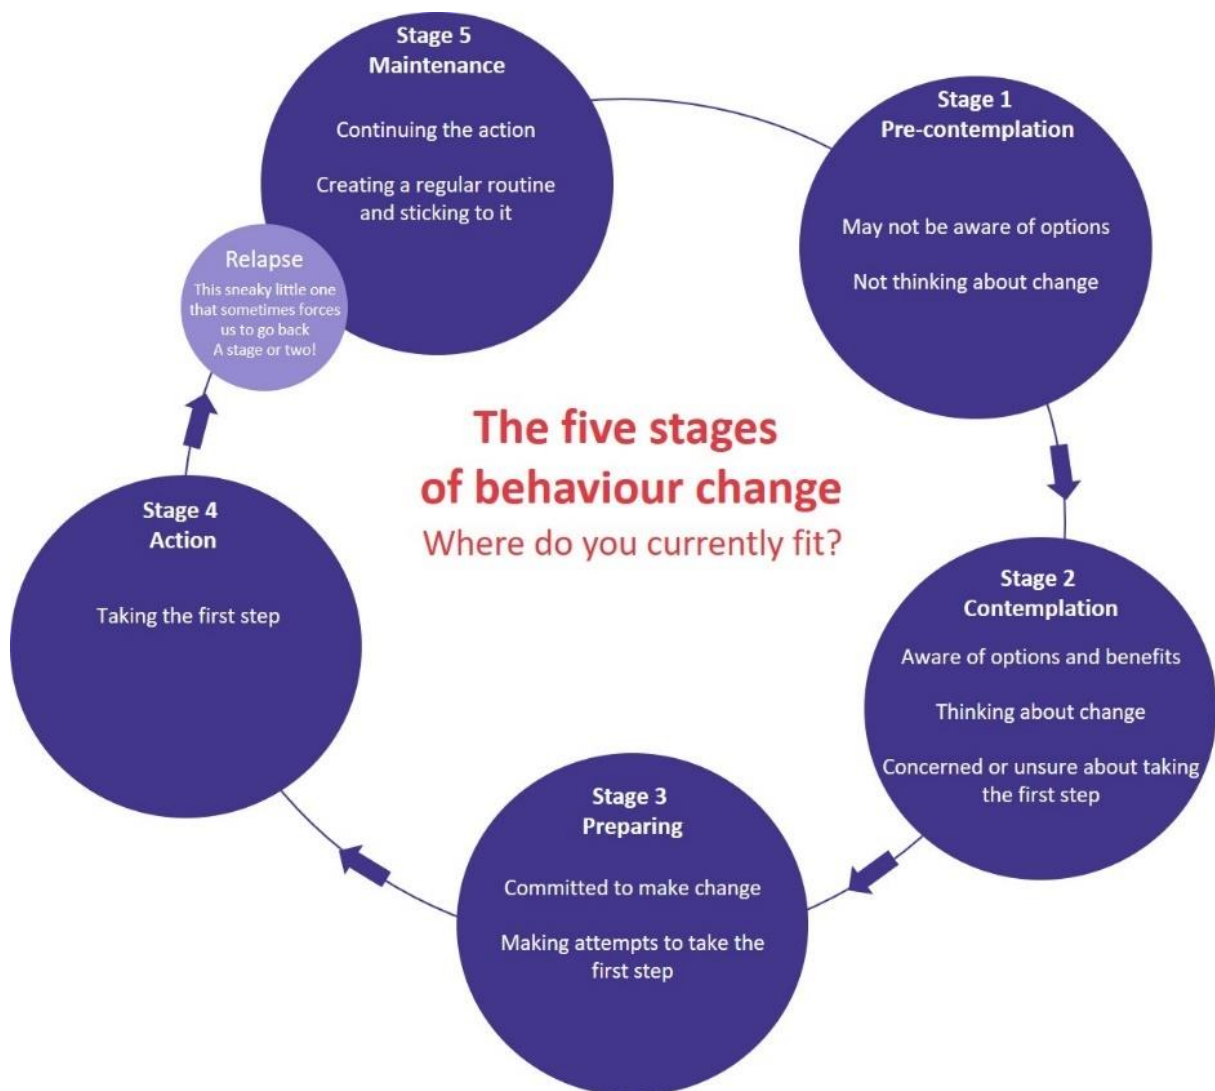 The five stages
of behaviour change
Where do you currently fit?
Stage 1
Pre-contemplation
May not be aware of options
Not thinking about change
Stage 2
Contemplation
Aware of options and benefits
Thinking about change
Concerned or unsure about taking
the first step
Stage 3
Preparing
Committed to make change
Making attempts to take the
first step
Stage 4
Action
Taking the first step
Relapse
This sneaky little one
that sometimes forces
us to go back
A stage or two!
Stage 5
Maintenance
Continuing the action
Creating a regular routine
and sticking to it